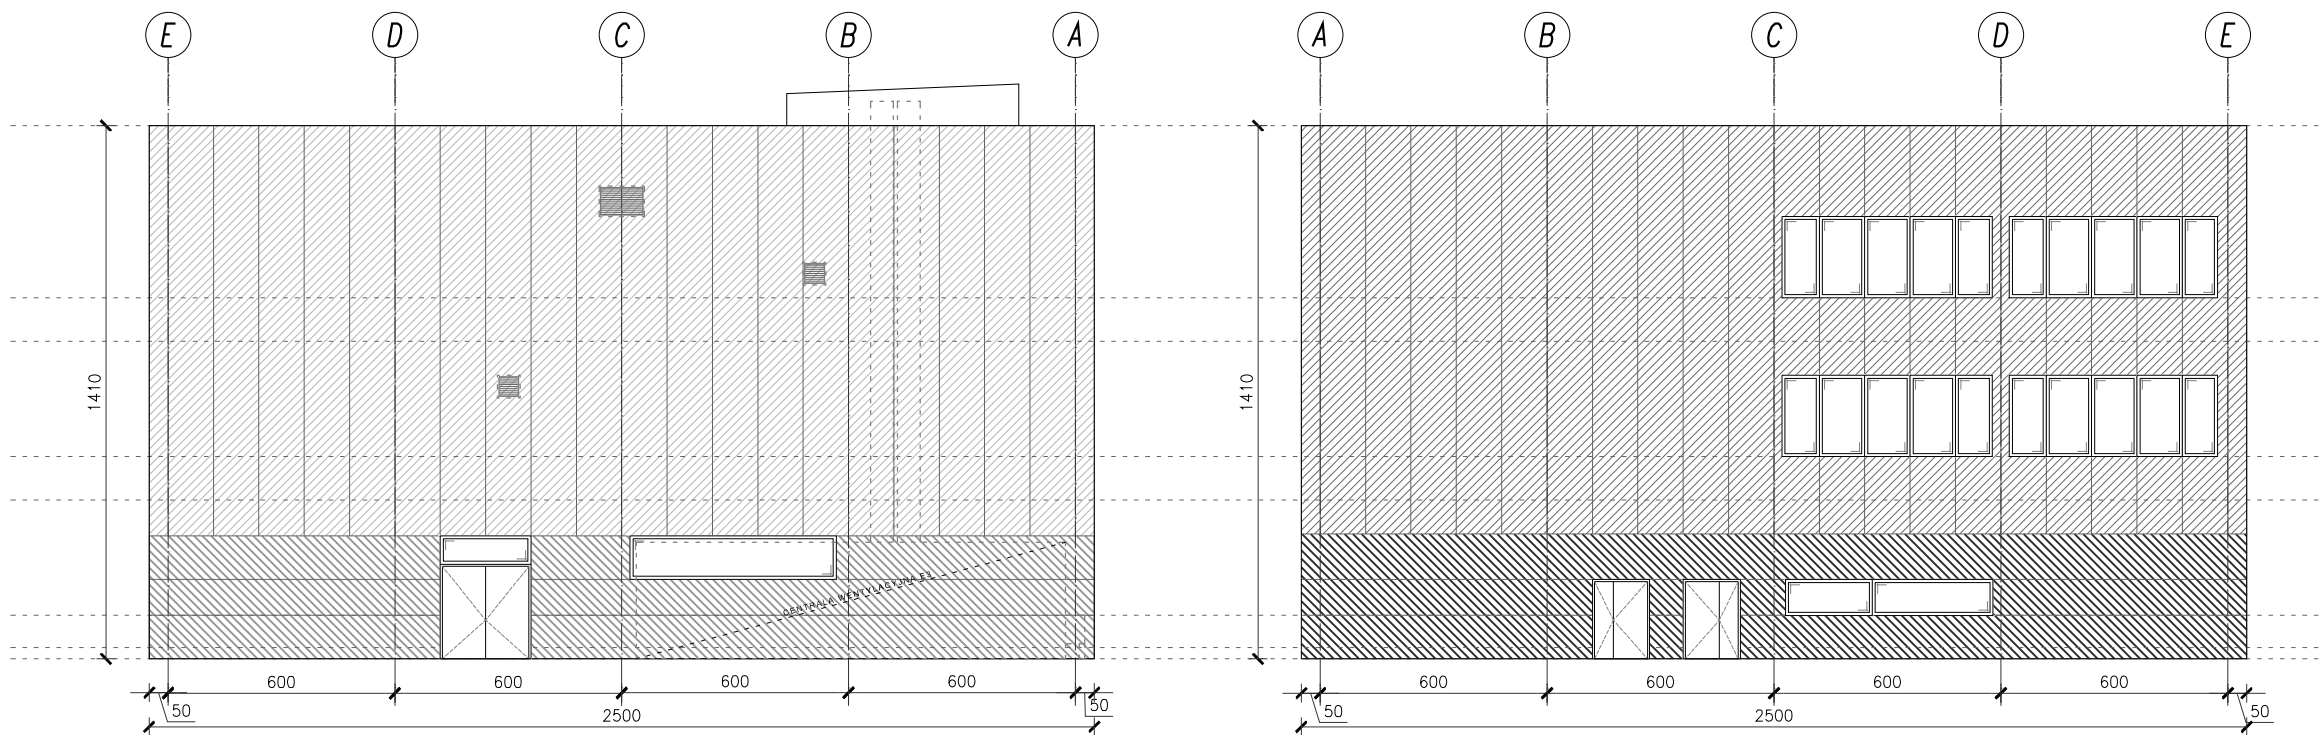 E D C B A A B C D E
1410
1410
CENTRALA WENTYLACYJNA E3
600 600 600 600 600 600 600 600
50 2500 50 50 2500 50